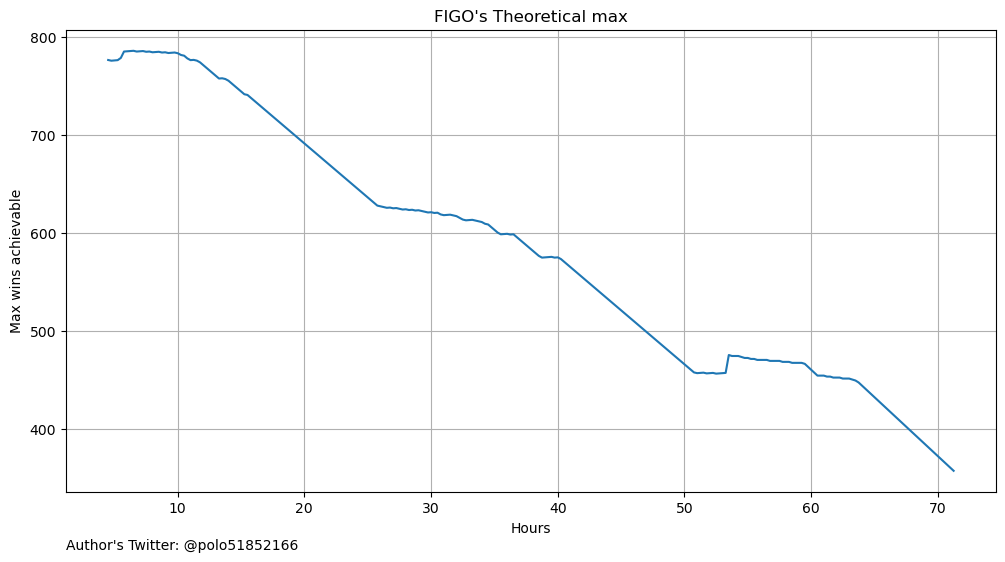 FIGO's Theoretical max
800
700
600
500
400
Max wins achievable
10 20 30 40 50 60 70
Hours
Author's Twitter: @polo51852166